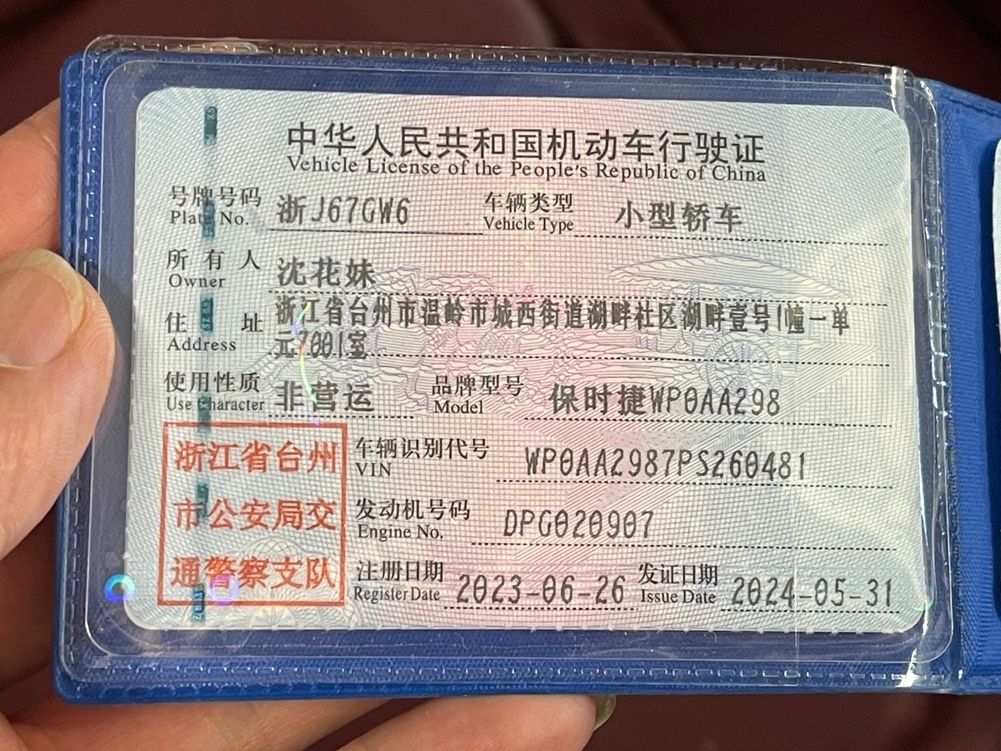 中华人民共和国机动车行驶证
Vehicle License of the People's Republic of China
号牌号码 浙J67GW6 车辆类型 小型轿车
Plate No. Vehicle Type
所有人 沈花妹
Owner
住址 浙江省台州市温岭市城西街道湖畔社区湖畔壹号1幢一单
Address 元2001室
使用性质 非营运 品牌型号 保时捷WP0AA298
Use Character Model
浙江省台州 车辆识别代号 WP0AA2987PS260481
VIN
市公安局交 发动机号码 DPG020907
Engine No.
通警察支队 注册日期 2023-06-26 发证日期 2024-05-31
Register Date Issue Date